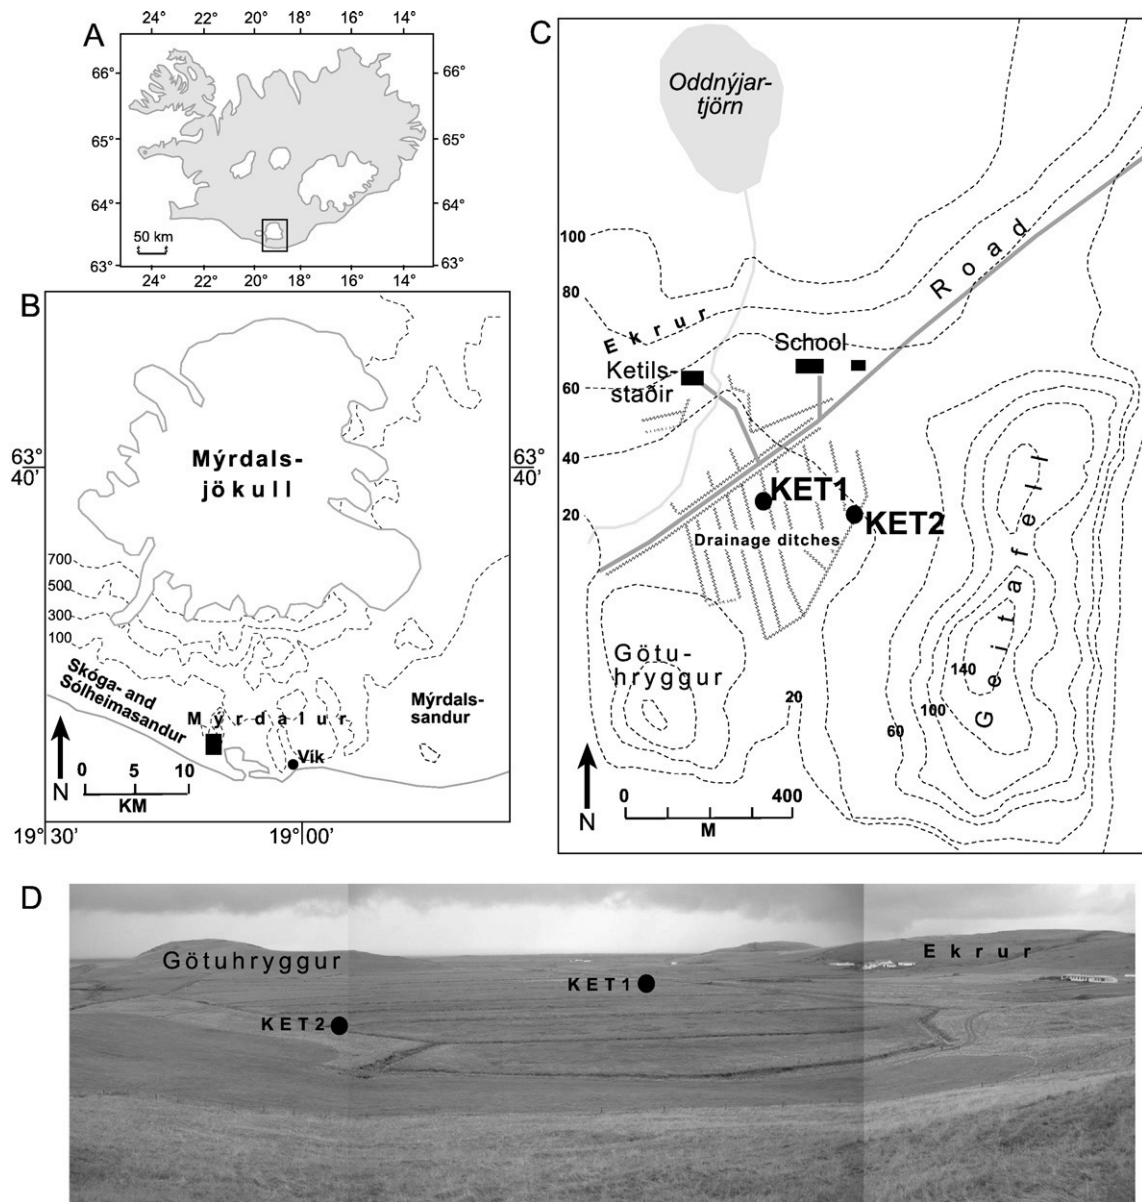 A
24° 22° 20° 19° 16° 14°
66° 66°
65° 65°
64° 64°
63° 63°
50 km
24° 22° 20° 18° 16° 14°
B
63°
40'
63°
40'
Mýrdals-
jökull
700
500
300
100
Skóga- and
Sólheimasandur
Mýrdalur
Mýrdals-
sandur
Vík
0 5 10
KM
N
19°30 19°00
C
Oddnýjar-
tjörn
100
80
60
40
20
Road
Ekrur
School
Ketils-
staðir
KET1
KET2
Drainage ditches
Geitafell
Götu-
hryggur
140
100
60
20
0 400
M
N
D
Götuhryggur
Ekrur
KET1
KET2